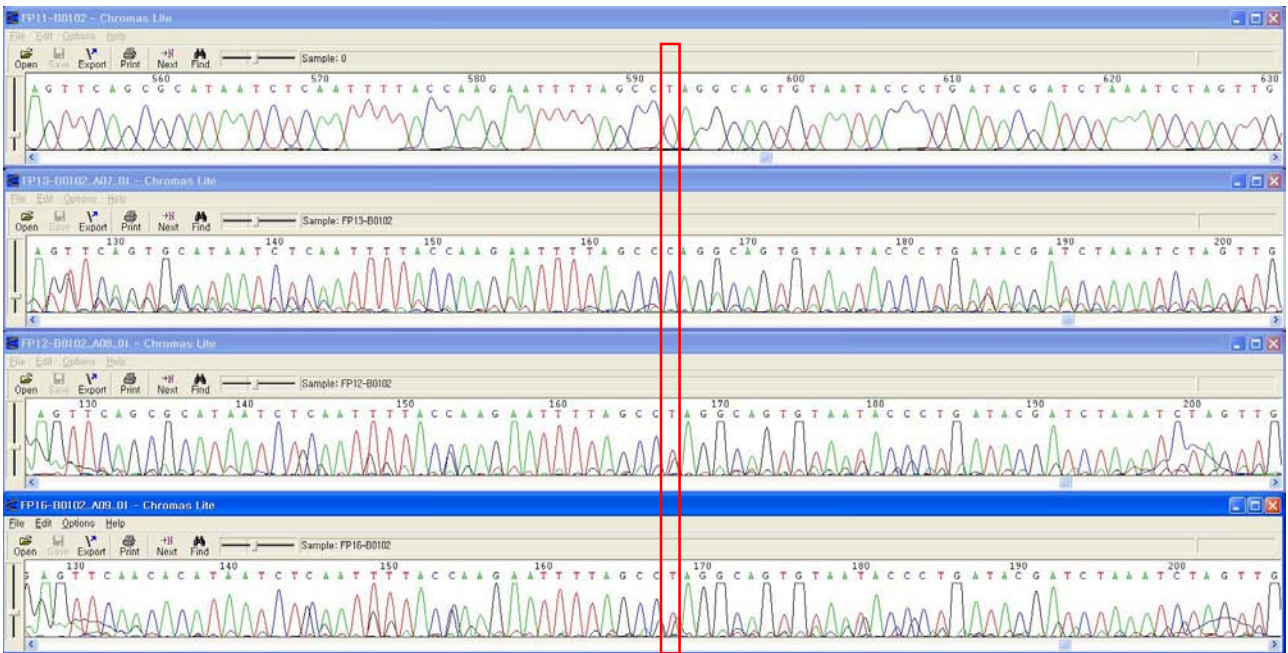 FP11-B0102 - Chromas Lite
File Edit Options Help
Open Save Export Print Next Find Sample: 0
560 570 580 590 600 610 620 630
A G T T C A G C G C A T A A T C T C A A T T T T A C C A A G A A T T T T A G C C T A G G C A G T G T A A T A C C C T G A T A C G A T C T A A A T C T A G T T G
FP13-B0102_A07_01 - Chromas Lite
File Edit Options Help
Open Save Export Print Next Find Sample: FP13-B0102
130 140 150 160 170 180 190 200
A G T T C A G T G C A T A A T C T C A A T T T T A C C A A G A A T T T T A G C C C A G G C A G T G T A A T A C C C T G A T A C G A T C T A A A T C T A G T T G
FP12-B0102_A08_01 - Chromas Lite
File Edit Options Help
Open Save Export Print Next Find Sample: FP12-B0102
130 140 150 160 170 180 190 200
A G T T C A G C G C A T A A T C T C A A T T T T A C C A A G A A T T T T A G C C T A G G C A G T G T A A T A C C C T G A T A C G A T C T A A A T C T A G T T G
FP16-B0102_A09_01 - Chromas Lite
File Edit Options Help
Open Save Export Print Next Find Sample: FP16-B0102
130 140 150 160 170 180 190 200
A G T T C A A C A C A T A A T C T C A A T T T T A C C A A G A A T T T T A G C C T A G G C A G T G T A A T A C C C T G A T A C G A T C T A A A T C T A G T T G